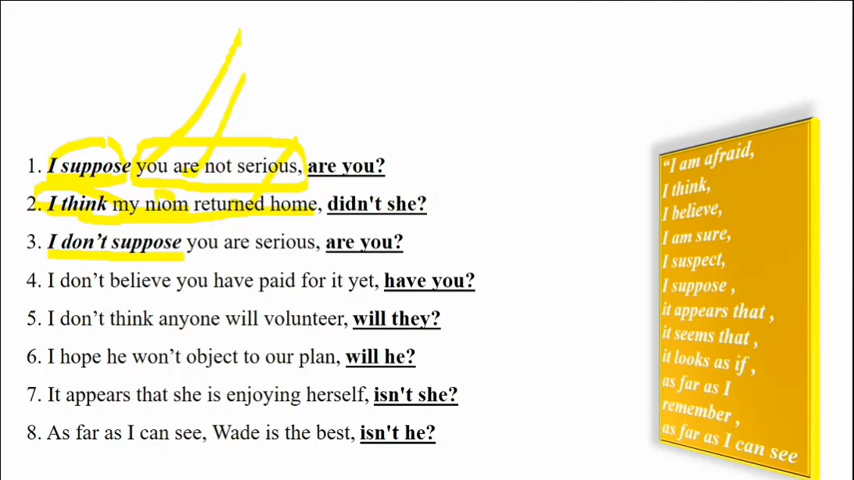 1. I suppose you are not serious, are you?
2. I think my mom returned home, didn't she?
3. I don't suppose you are serious, are you?
4. I don't believe you have paid for it yet, have you?
5. I don't think anyone will volunteer, will they?
6. I hope he won't object to our plan, will he?
7. It appears that she is enjoying herself, isn't she?
8. As far as I can see, Wade is the best, isn't he?
“I am afraid,
I think,
I believe,
I am sure,
I suspect,
I suppose ,
it appears that ,
it seems that ,
it looks as if ,
as far as I
remember ,
as far as I can see